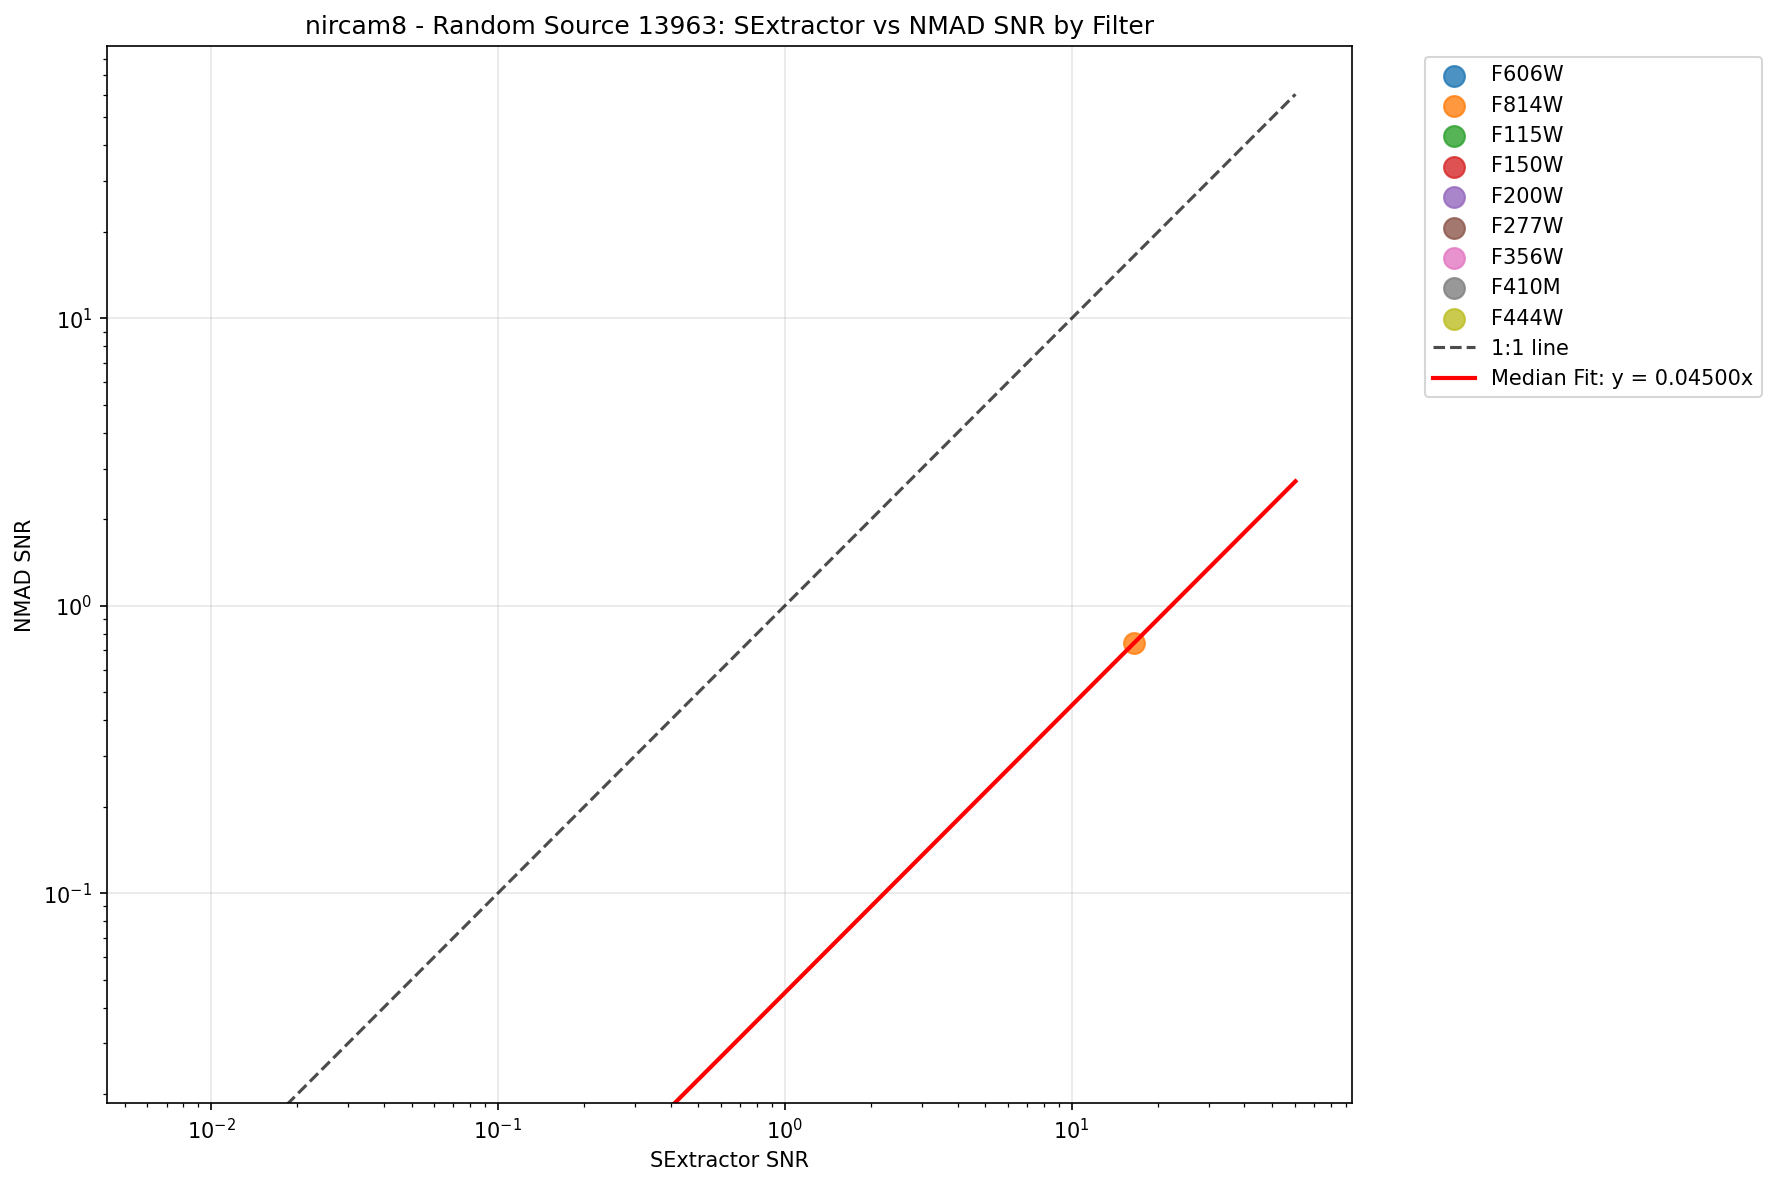 nircam8 - Random Source 13963: SExtractor vs NMAD SNR by Filter
F606W
F814W
F115W
F150W
F200W
F277W
F356W
F410M
F444W
1:1 line
Median Fit: y = 0.04500x
NMAD SNR
10¹
10⁰
10⁻¹
10⁻²
10⁻¹
10⁰
10¹
SExtractor SNR